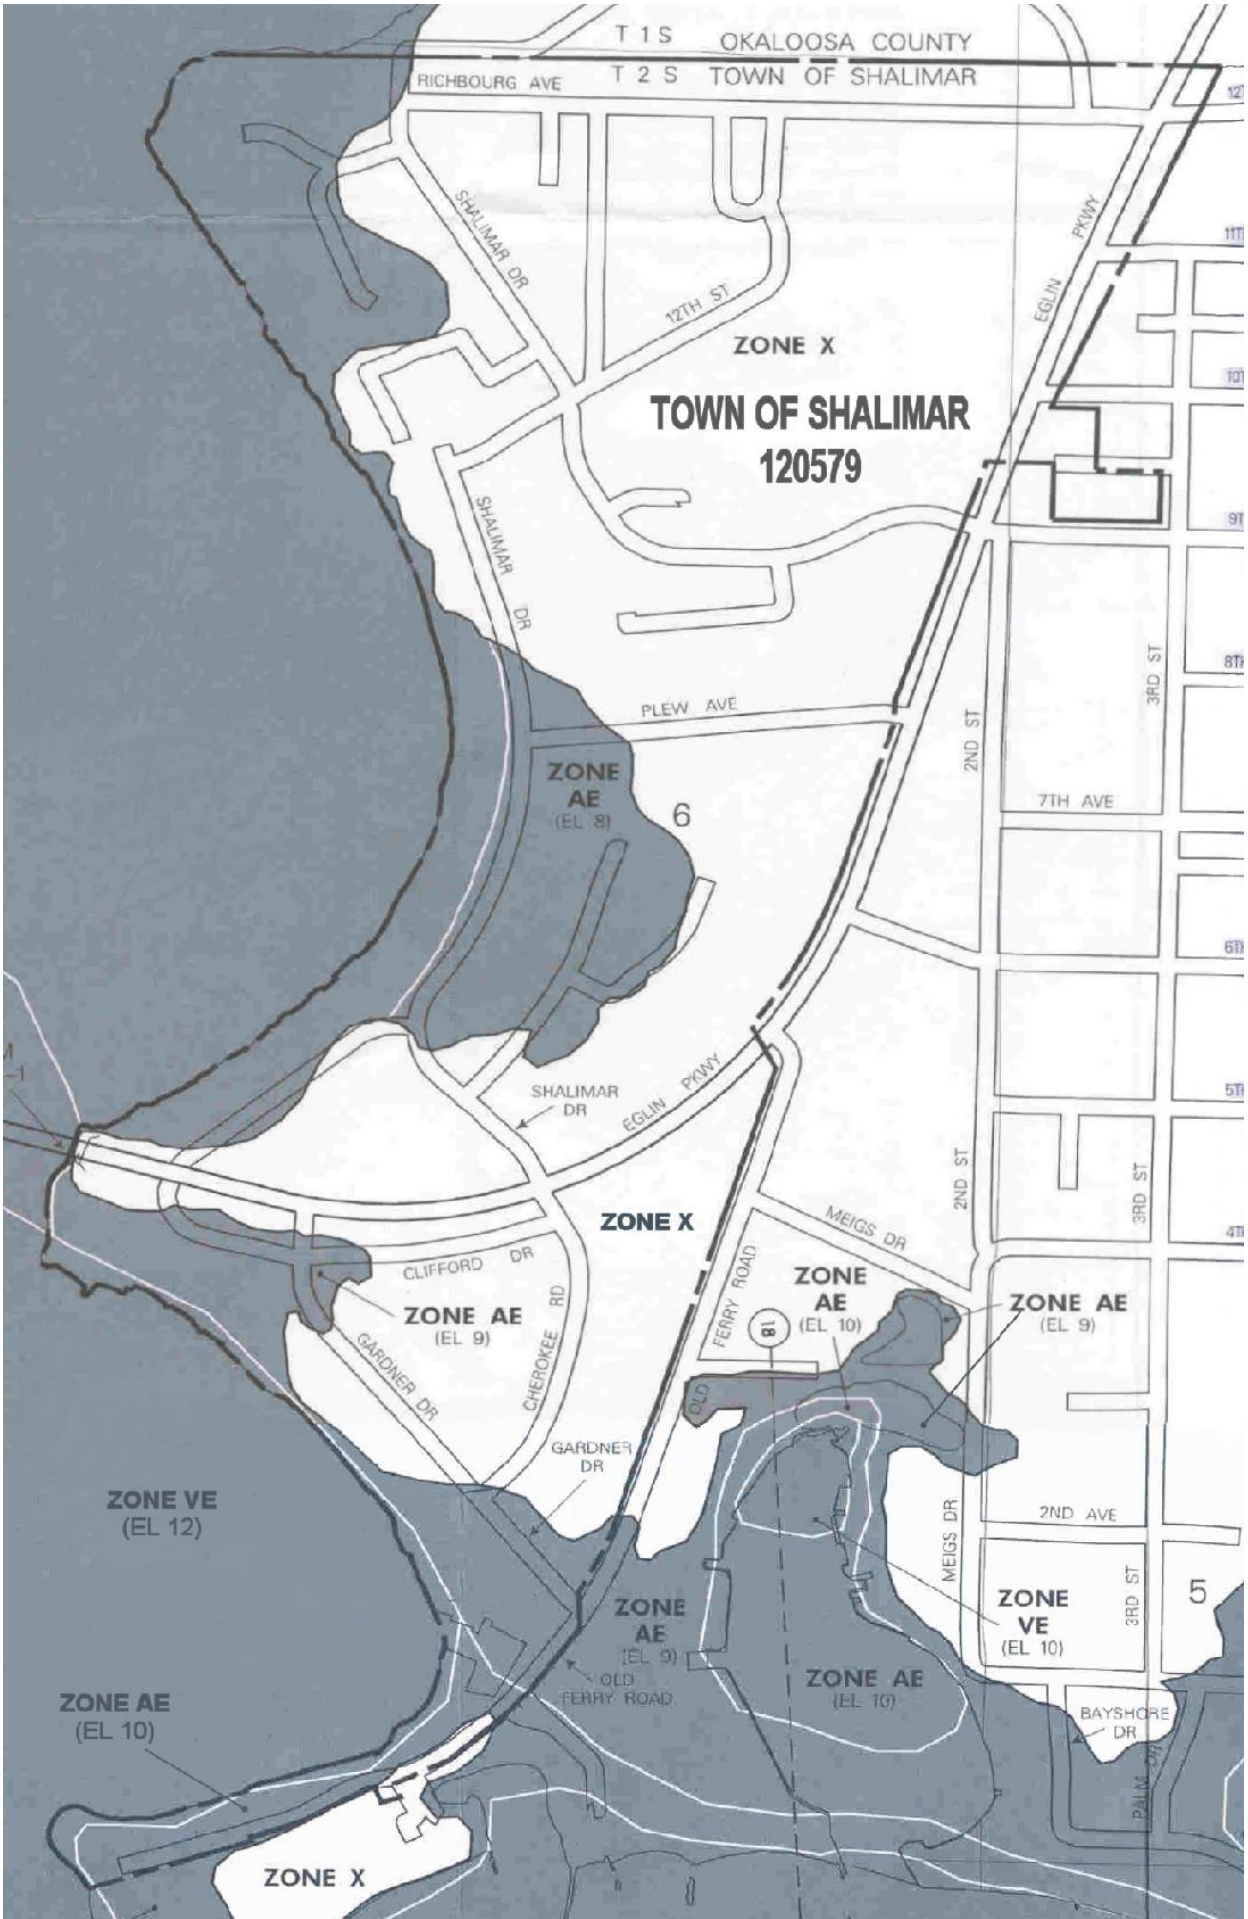 T 1 S OKALOOSA COUNTY
T 2 S TOWN OF SHALIMAR
RICHBOURG AVE
SHALIMAR DR
12TH ST
EGLIN PKWY
ZONE X
TOWN OF SHALIMAR
120579
SHALIMAR DR
PLEW AVE
2ND ST
3RD ST
7TH AVE
ZONE
AE
(EL 8)
6
SHALIMAR
DR
EGLIN PKWY
2ND ST
3RD ST
ZONE X
MEIGS DR
CLIFFORD DR
ZONE AE
(EL 9)
GARDNER DR
CHEROKEE RD
FERRY ROAD
OLD
18
ZONE
AE
(EL 10)
ZONE AE
(EL 9)
GARDNER
DR
ZONE VE
(EL 12)
MEIGS DR
2ND AVE
3RD ST
5
ZONE
AE
(EL 9)
ZONE
VE
(EL 10)
OLD
FERRY ROAD
ZONE AE
(EL 10)
ZONE AE
(EL 10)
BAYSHORE
DR
PALM DR
ZONE X